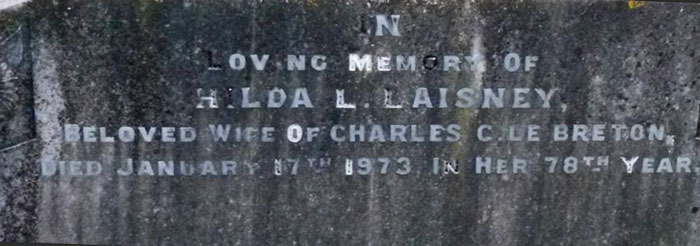 IN
LOVING MEMORY OF
HILDA L. LAISNEY,
BELOVED WIFE OF CHARLES C. LE BRETON,
DIED JANUARY 17TH 1973, IN HER 78TH YEAR.